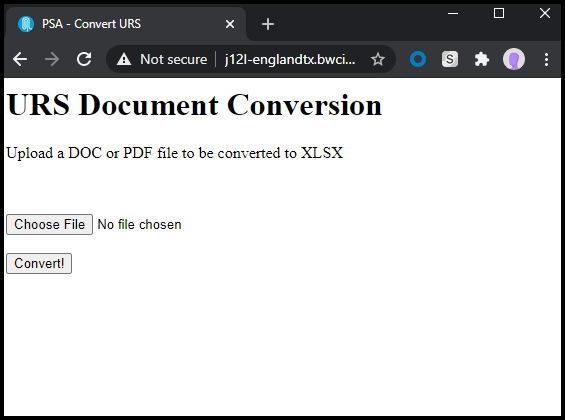 PSA - Convert URS
Not secure j12l-englandtx.bwci...
S
URS Document Conversion
Upload a DOC or PDF file to be converted to XLSX
Choose File No file chosen
Convert!